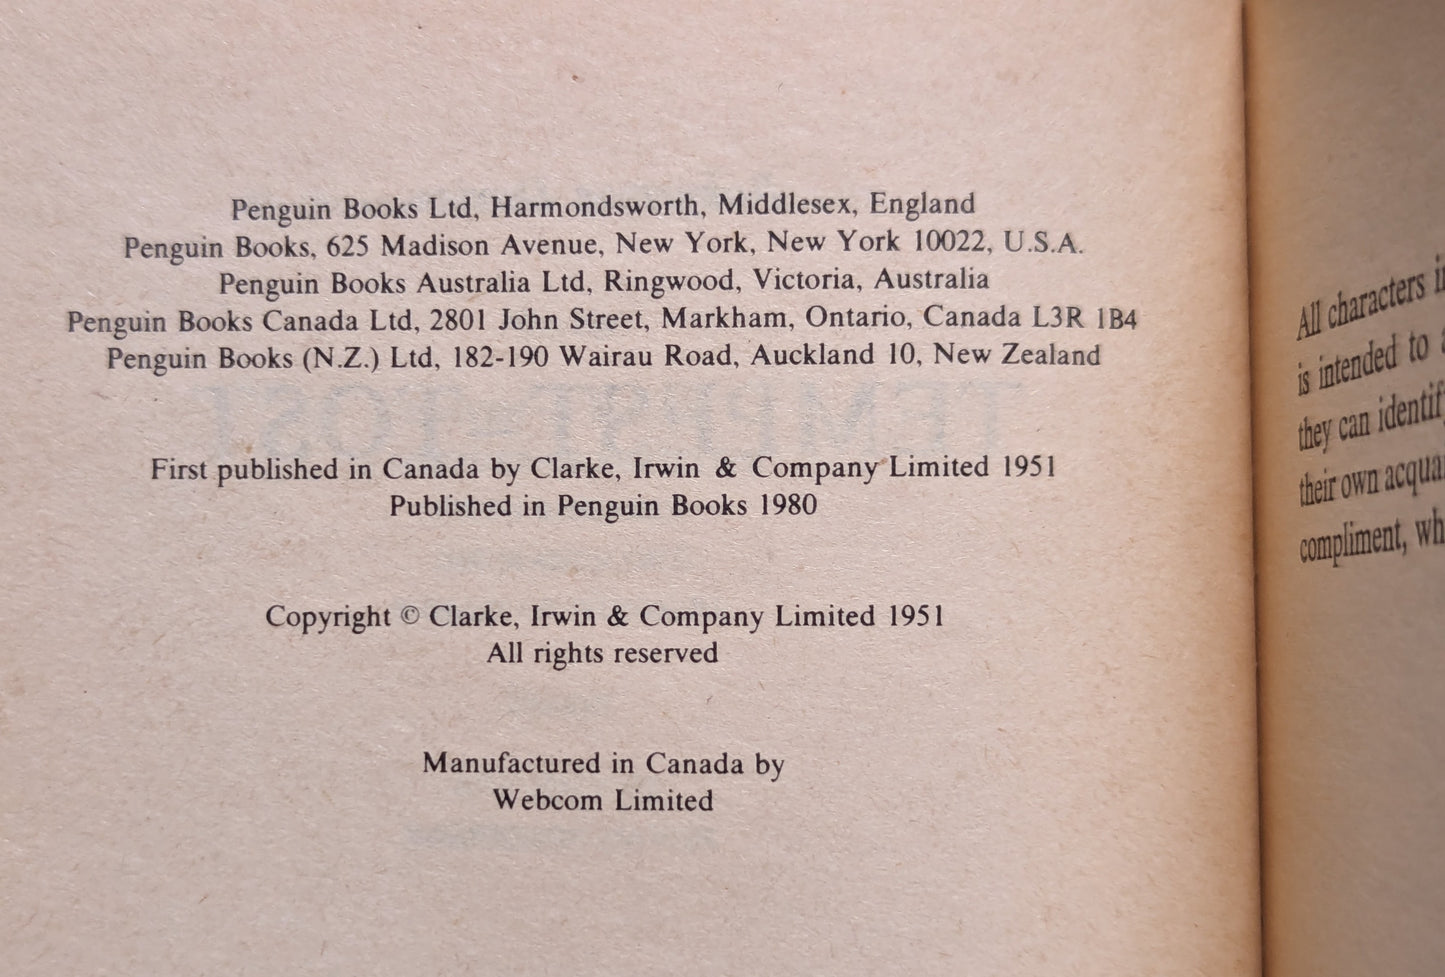 Penguin Books Ltd, Harmondsworth, Middlesex, England
Penguin Books, 625 Madison Avenue, New York, New York 10022, U.S.A.
Penguin Books Australia Ltd, Ringwood, Victoria, Australia
Penguin Books Canada Ltd, 2801 John Street, Markham, Ontario, Canada L3R 1B4
Penguin Books (N.Z.) Ltd, 182-190 Wairau Road, Auckland 10, New Zealand
First published in Canada by Clarke, Irwin & Company Limited 1951
Published in Penguin Books 1980
Copyright © Clarke, Irwin & Company Limited 1951
All rights reserved
Manufactured in Canada by
Webcom Limited
All characters
is intended to
they can
their own
compliment,